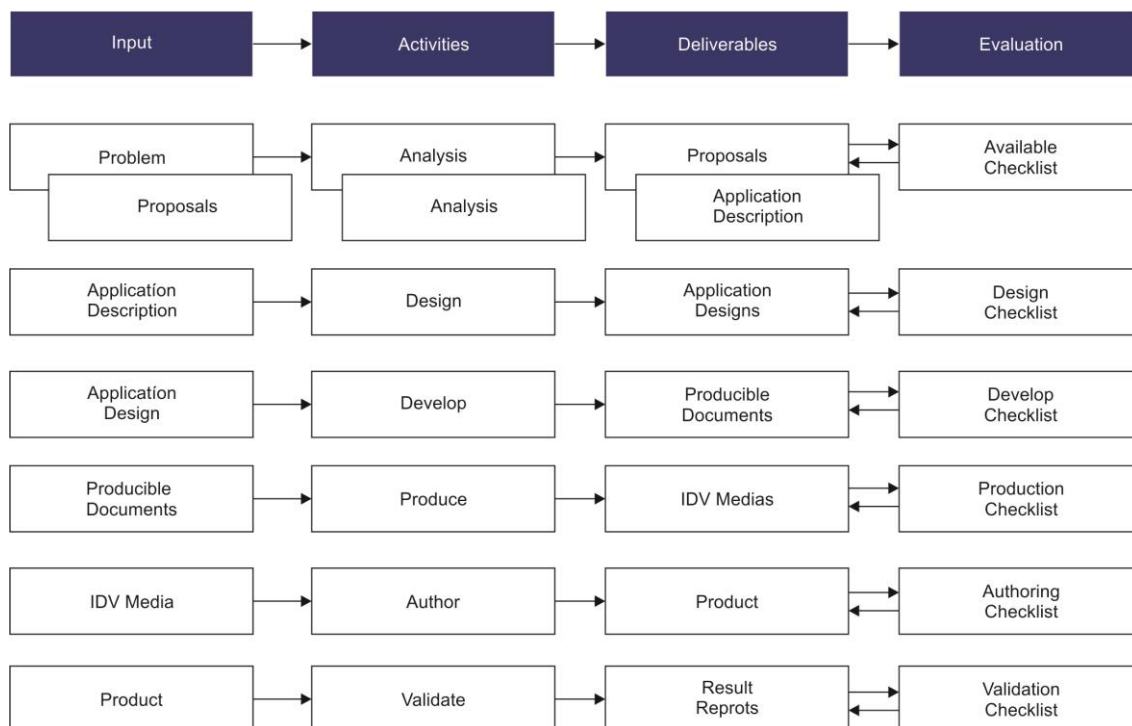 Input
Activities
Deliverables
Evaluation
Problem
Analysis
Proposals
Available
Checklist
Proposals
Analysis
Application
Description
Applicatíon
Description
Design
Application
Designs
Design
Checklist
Applicatíon
Design
Develop
Producible
Documents
Develop
Checklist
Producible
Documents
Produce
IDV Medias
Production
Checklist
IDV Media
Author
Product
Authoring
Checklist
Product
Validate
Result
Reprots
Validation
Checklist